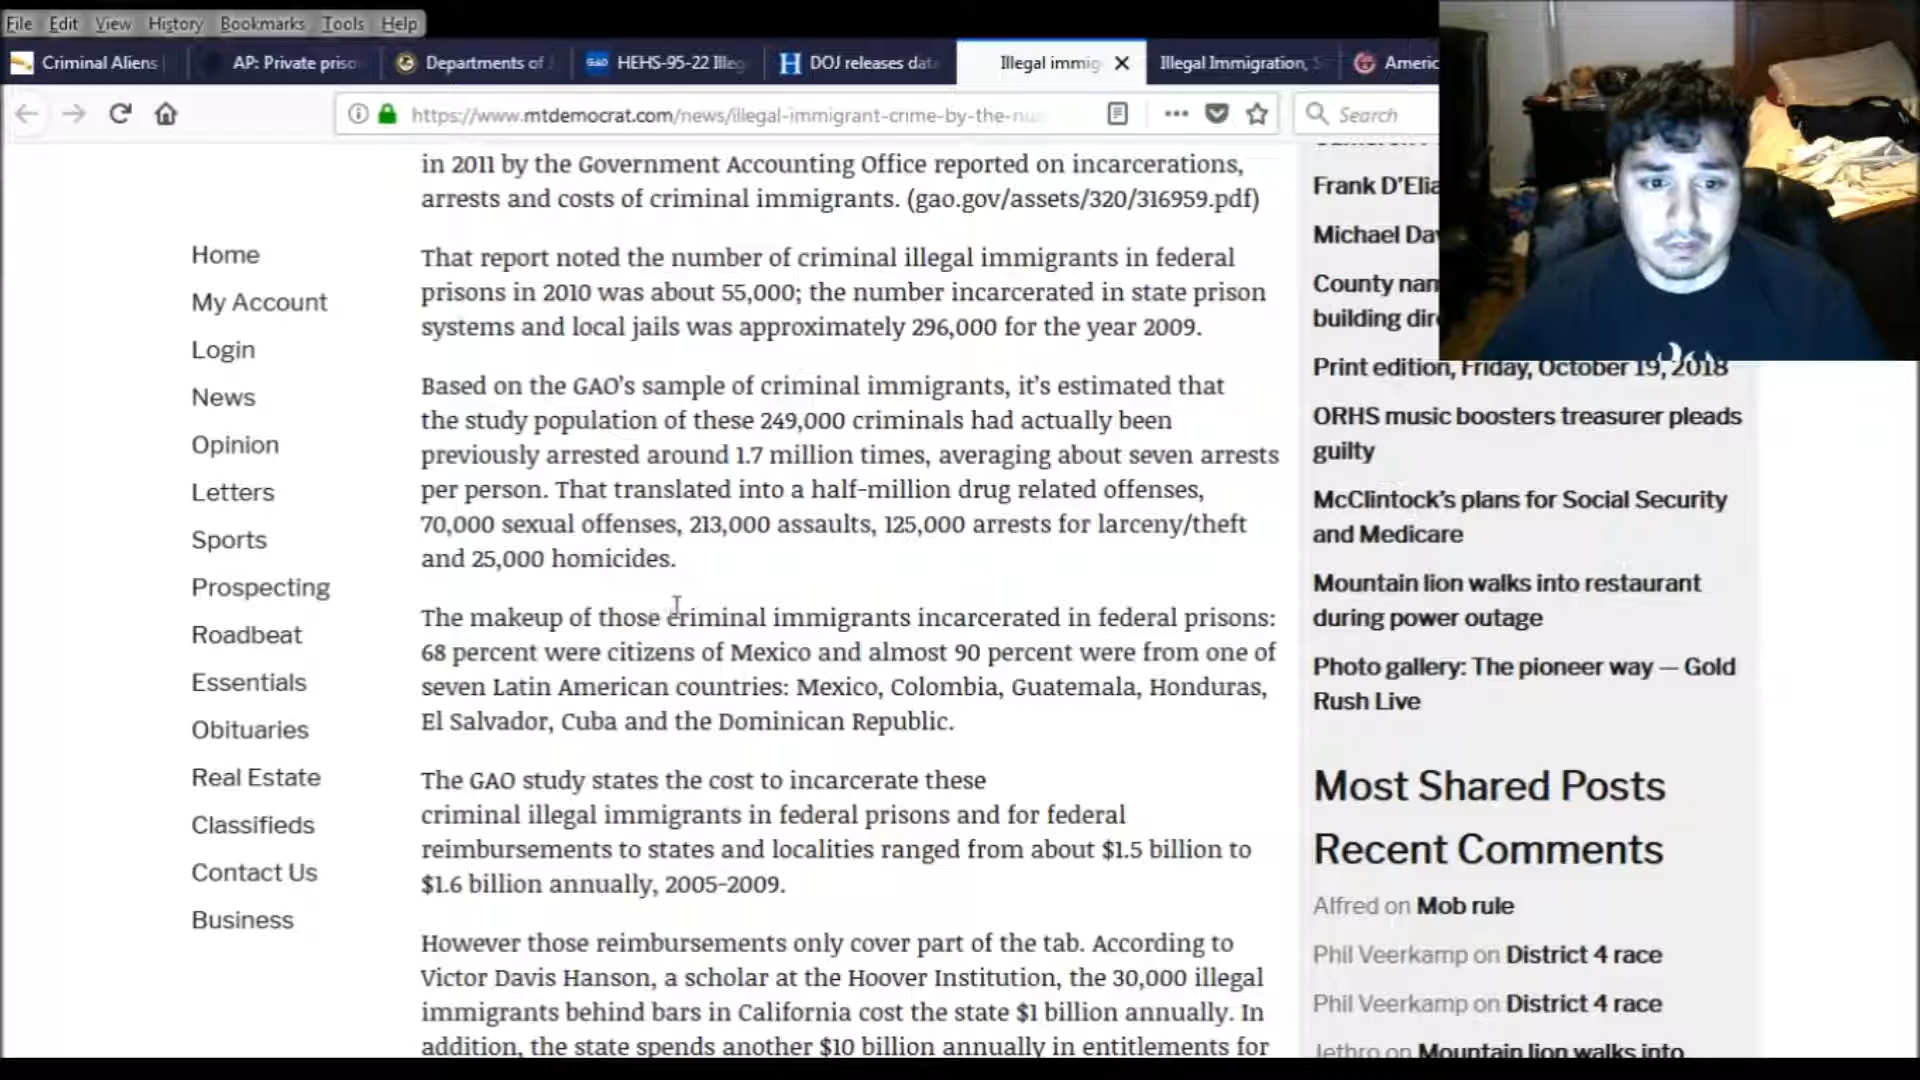 File Edit View History Bookmarks Tools Help
Criminal Aliens
AP: Private priso
Departments of J
GAO HEHS-95-22 Illeg
H DOJ releases data
Illegal immig
Illegal Immigration, S
Americ
https://www.mtdemocrat.com/news/illegal-immigrant-crime-by-the-nu
Search
in 2011 by the Government Accounting Office reported on incarcerations,
arrests and costs of criminal immigrants. (gao.gov/assets/320/316959.pdf)
That report noted the number of criminal illegal immigrants in federal
prisons in 2010 was about 55,000; the number incarcerated in state prison
systems and local jails was approximately 296,000 for the year 2009.
Based on the GAO’s sample of criminal immigrants, it’s estimated that
the study population of these 249,000 criminals had actually been
previously arrested around 1.7 million times, averaging about seven arrests
per person. That translated into a half-million drug related offenses,
70,000 sexual offenses, 213,000 assaults, 125,000 arrests for larceny/theft
and 25,000 homicides.
The makeup of those criminal immigrants incarcerated in federal prisons:
68 percent were citizens of Mexico and almost 90 percent were from one of
seven Latin American countries: Mexico, Colombia, Guatemala, Honduras,
El Salvador, Cuba and the Dominican Republic.
The GAO study states the cost to incarcerate these
criminal illegal immigrants in federal prisons and for federal
reimbursements to states and localities ranged from about $1.5 billion to
$1.6 billion annually, 2005-2009.
However those reimbursements only cover part of the tab. According to
Victor Davis Hanson, a scholar at the Hoover Institution, the 30,000 illegal
immigrants behind bars in California cost the state $1 billion annually. In
addition, the state spends another $10 billion annually in entitlements for
Home
My Account
Login
News
Opinion
Letters
Sports
Prospecting
Roadbeat
Essentials
Obituaries
Real Estate
Classifieds
Contact Us
Business
Frank D’Elia
Michael Da
County nam
building dire
Print edition, Friday, October 19, 2018
ORHS music boosters treasurer pleads
guilty
McClintock’s plans for Social Security
and Medicare
Mountain lion walks into restaurant
during power outage
Photo gallery: The pioneer way — Gold
Rush Live
Most Shared Posts
Recent Comments
Alfred on Mob rule
Phil Veerkamp on District 4 race
Phil Veerkamp on District 4 race
Jethro on Mountain lion walks into